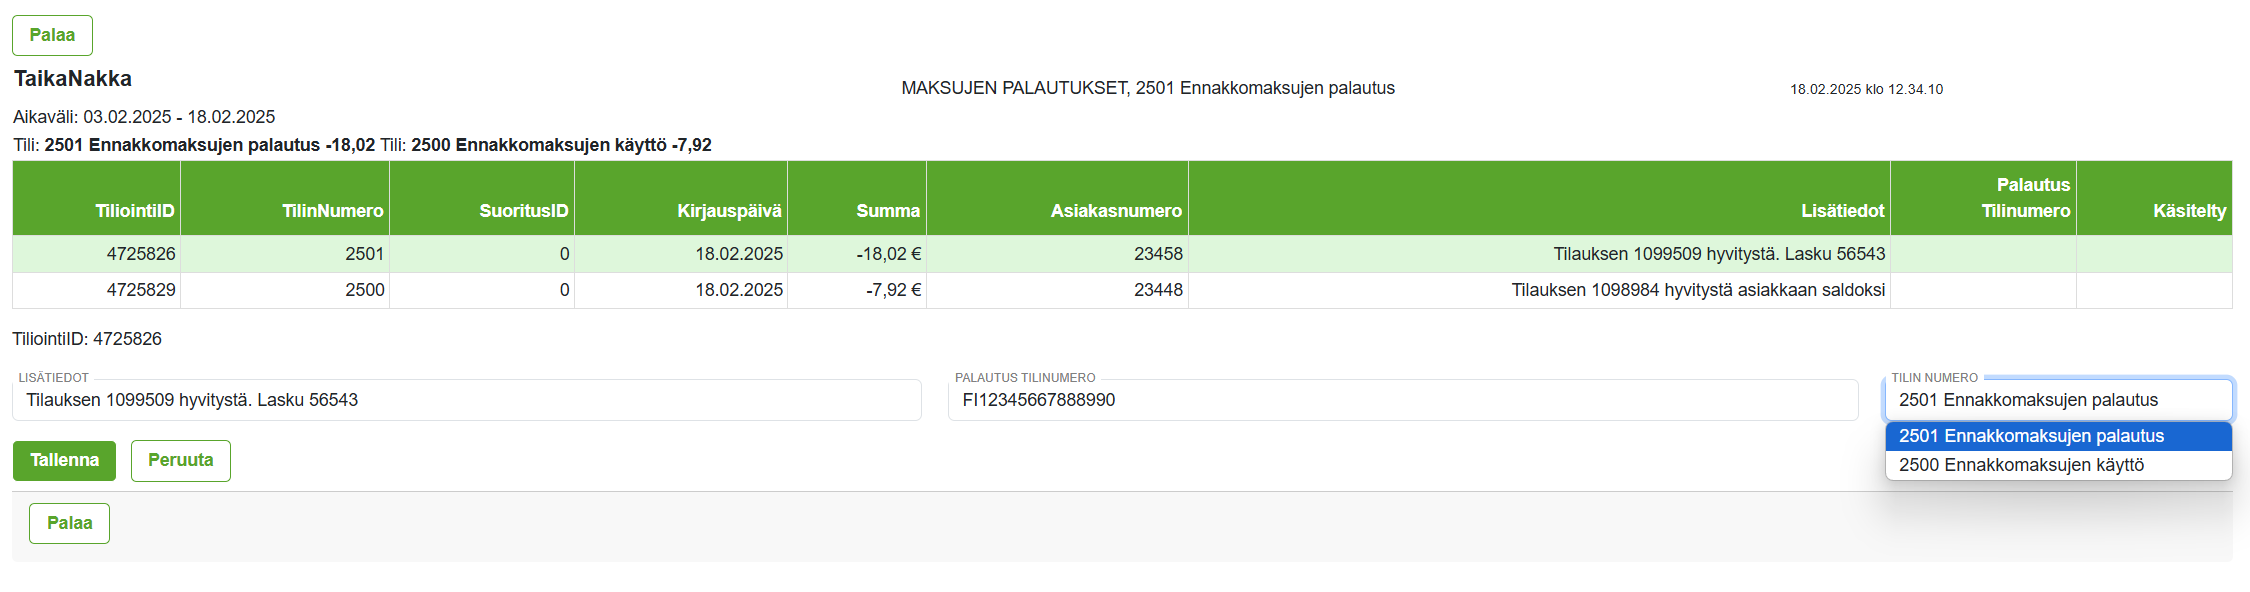 Palaa
TaikaNakka
MAKSUJEN PALAUTUKSET, 2501 Ennakkomaksujen palautus
18.02.2025 klo 12.34.10
Aikaväli: 03.02.2025 - 18.02.2025
Tili: 2501 Ennakkomaksujen palautus -18,02 Tili: 2500 Ennakkomaksujen käyttö -7,92
TiliointiID TilinNumero SuoritusID Kirjauspäivä Summa Asiakasnumero Lisätiedot Palautus Tilinumero Käsitelty
4725826 2501 0 18.02.2025 -18,02 € 23458 Tilauksen 1099509 hyvitystä. Lasku 56543
4725829 2500 0 18.02.2025 -7,92 € 23448 Tilauksen 1098984 hyvitystä asiakkaan saldoksi
TiliointiID: 4725826
LISÄTIEDOT
Tilauksen 1099509 hyvitystä. Lasku 56543
PALAUTUS TILINUMERO
FI12345667888990
TILIN NUMERO
2501 Ennakkomaksujen palautus
2501 Ennakkomaksujen palautus
2500 Ennakkomaksujen käyttö
Tallenna Peruuta
Palaa